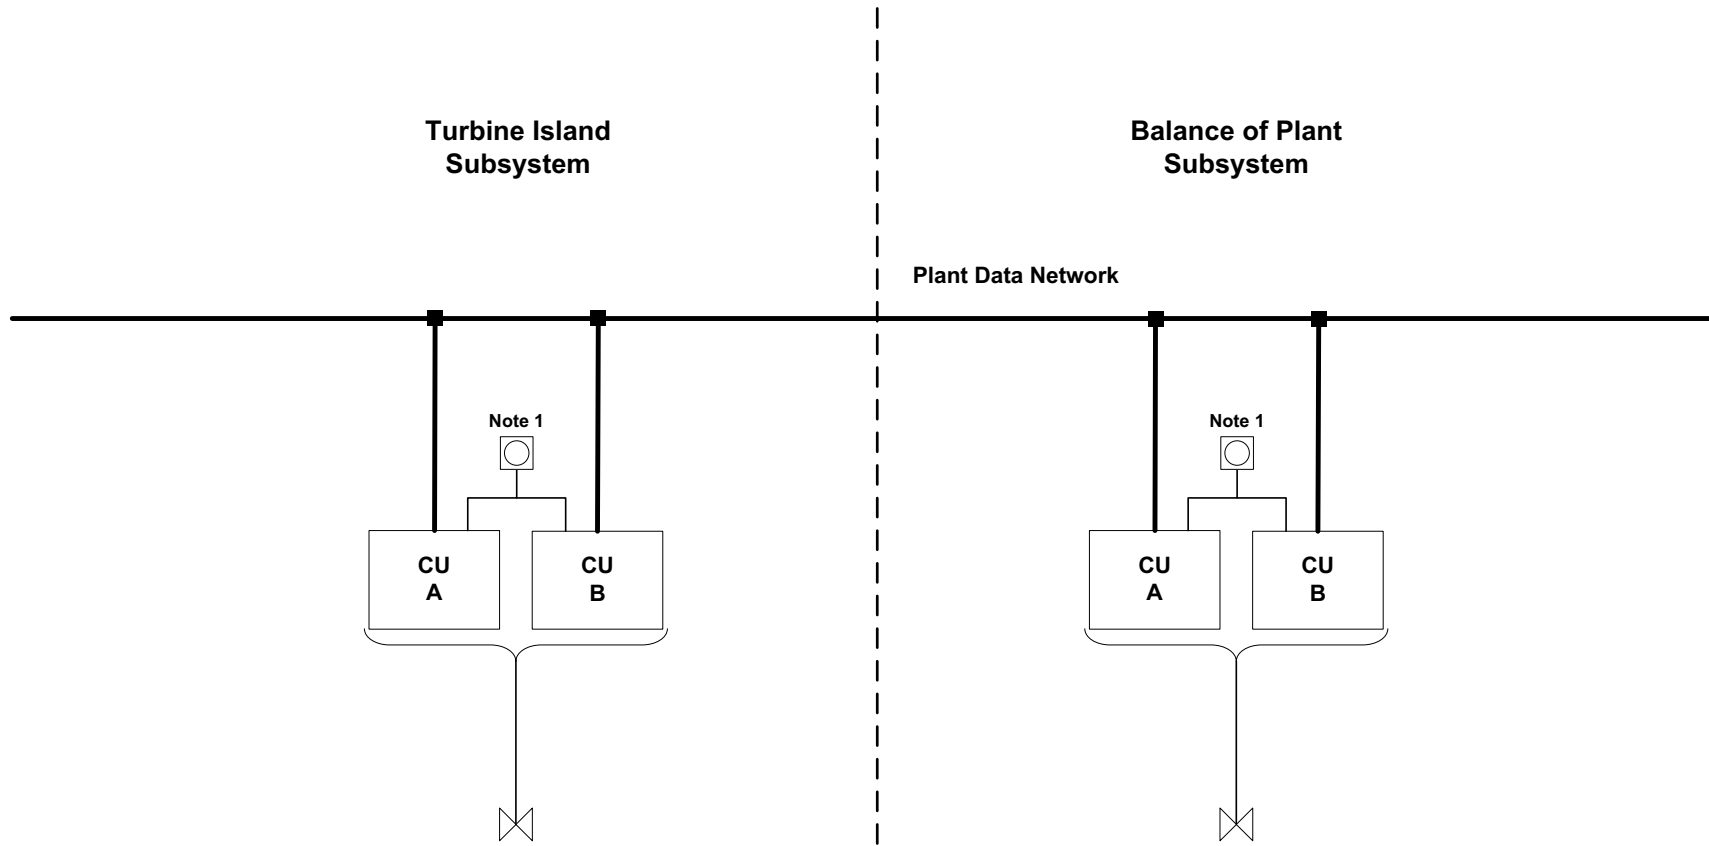 Turbine Island
Subsystem
Balance of Plant
Subsystem
Plant Data Network
Note 1
Note 1
CU
A
CU
B
CU
A
CU
B